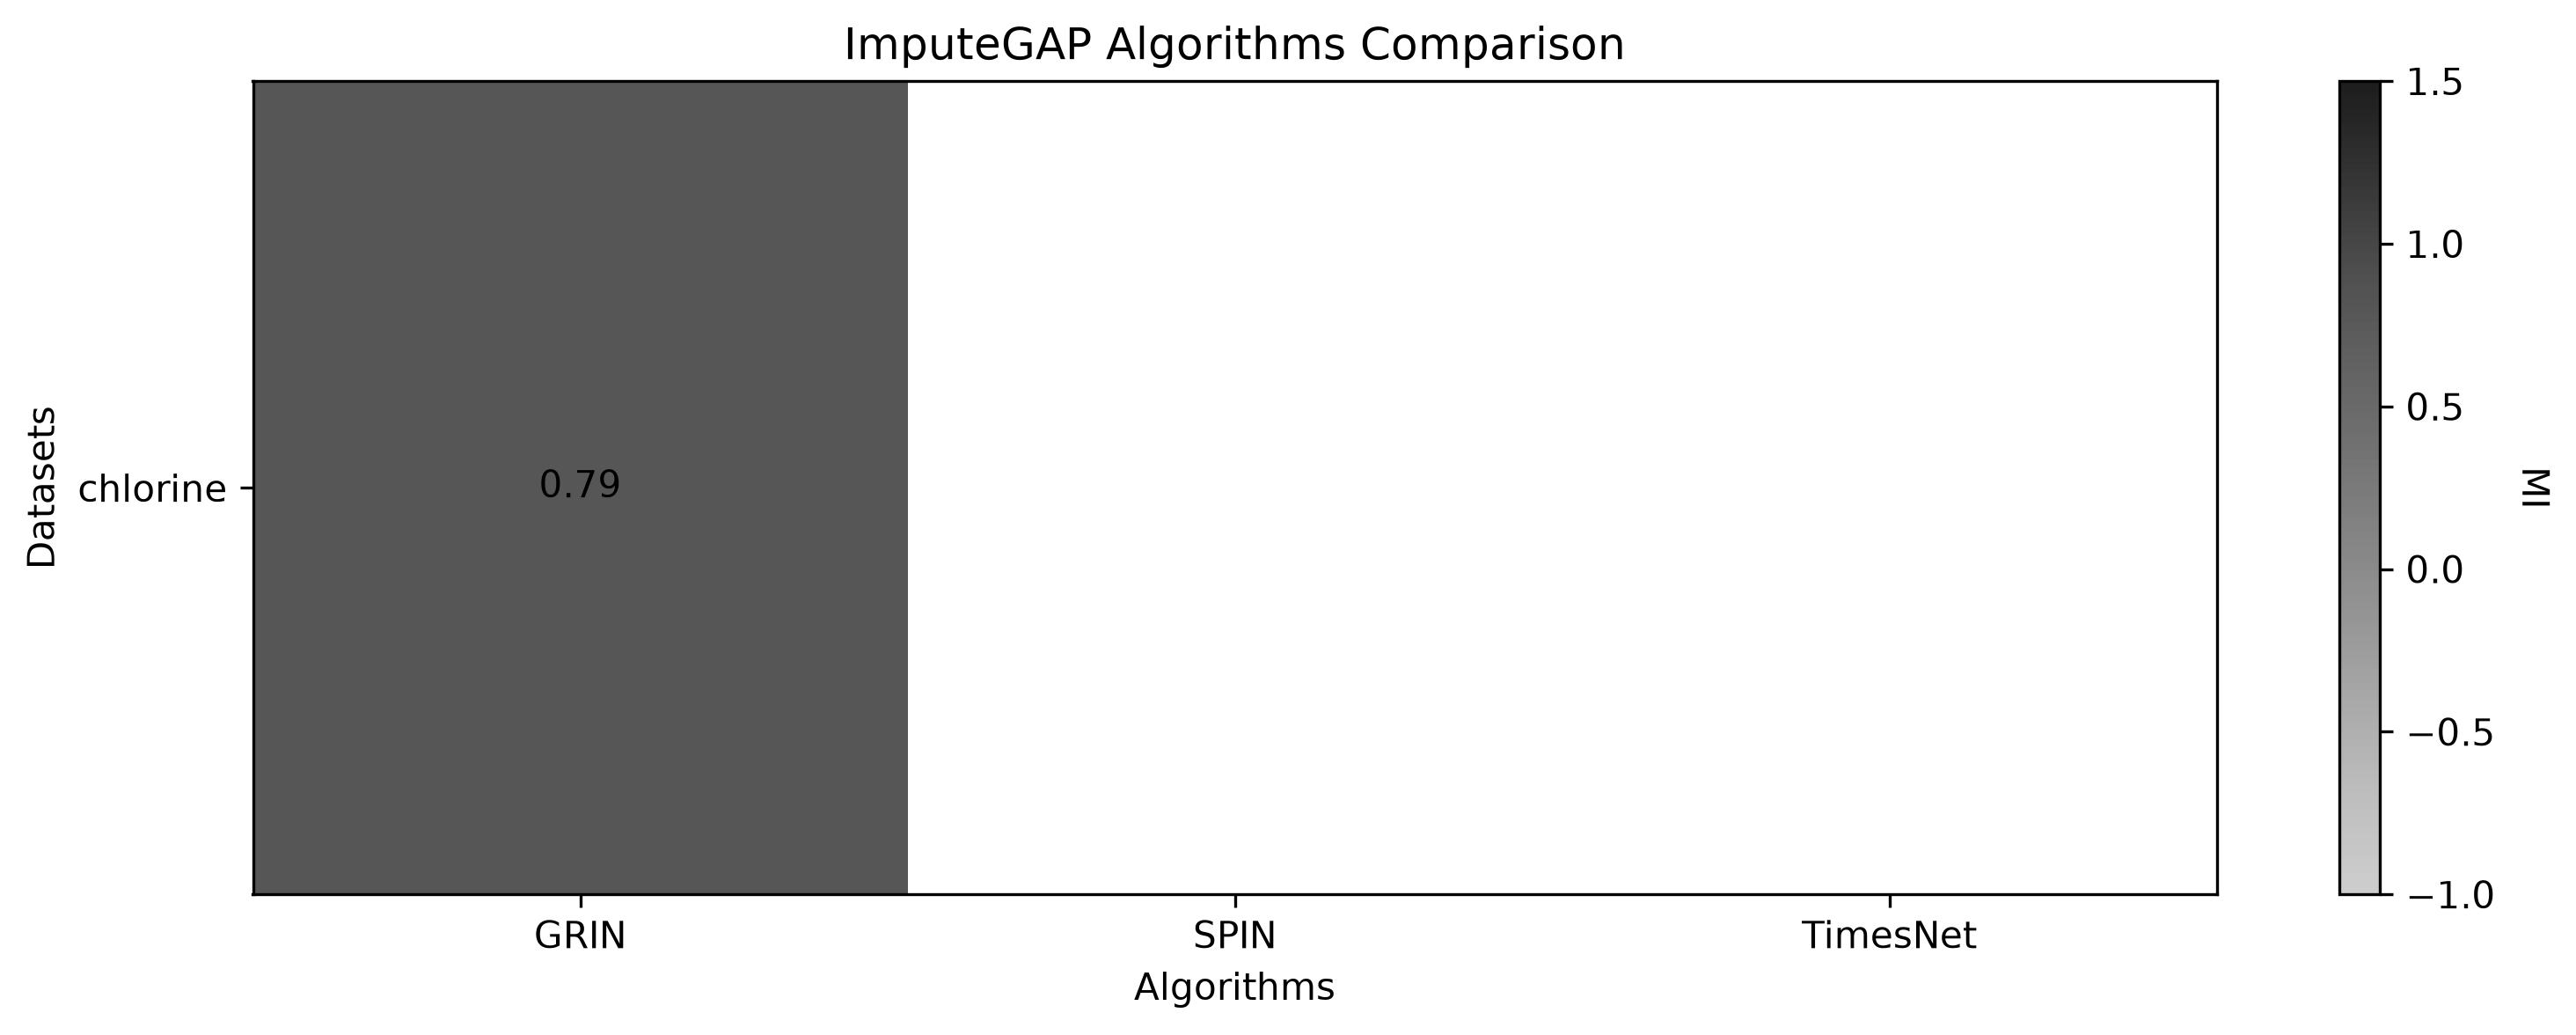 ImputeGAP Algorithms Comparison
Datasets
chlorine
0.79
GRIN
SPIN
TimesNet
Algorithms
1.5
1.0
0.5
0.0
−0.5
−1.0
MI